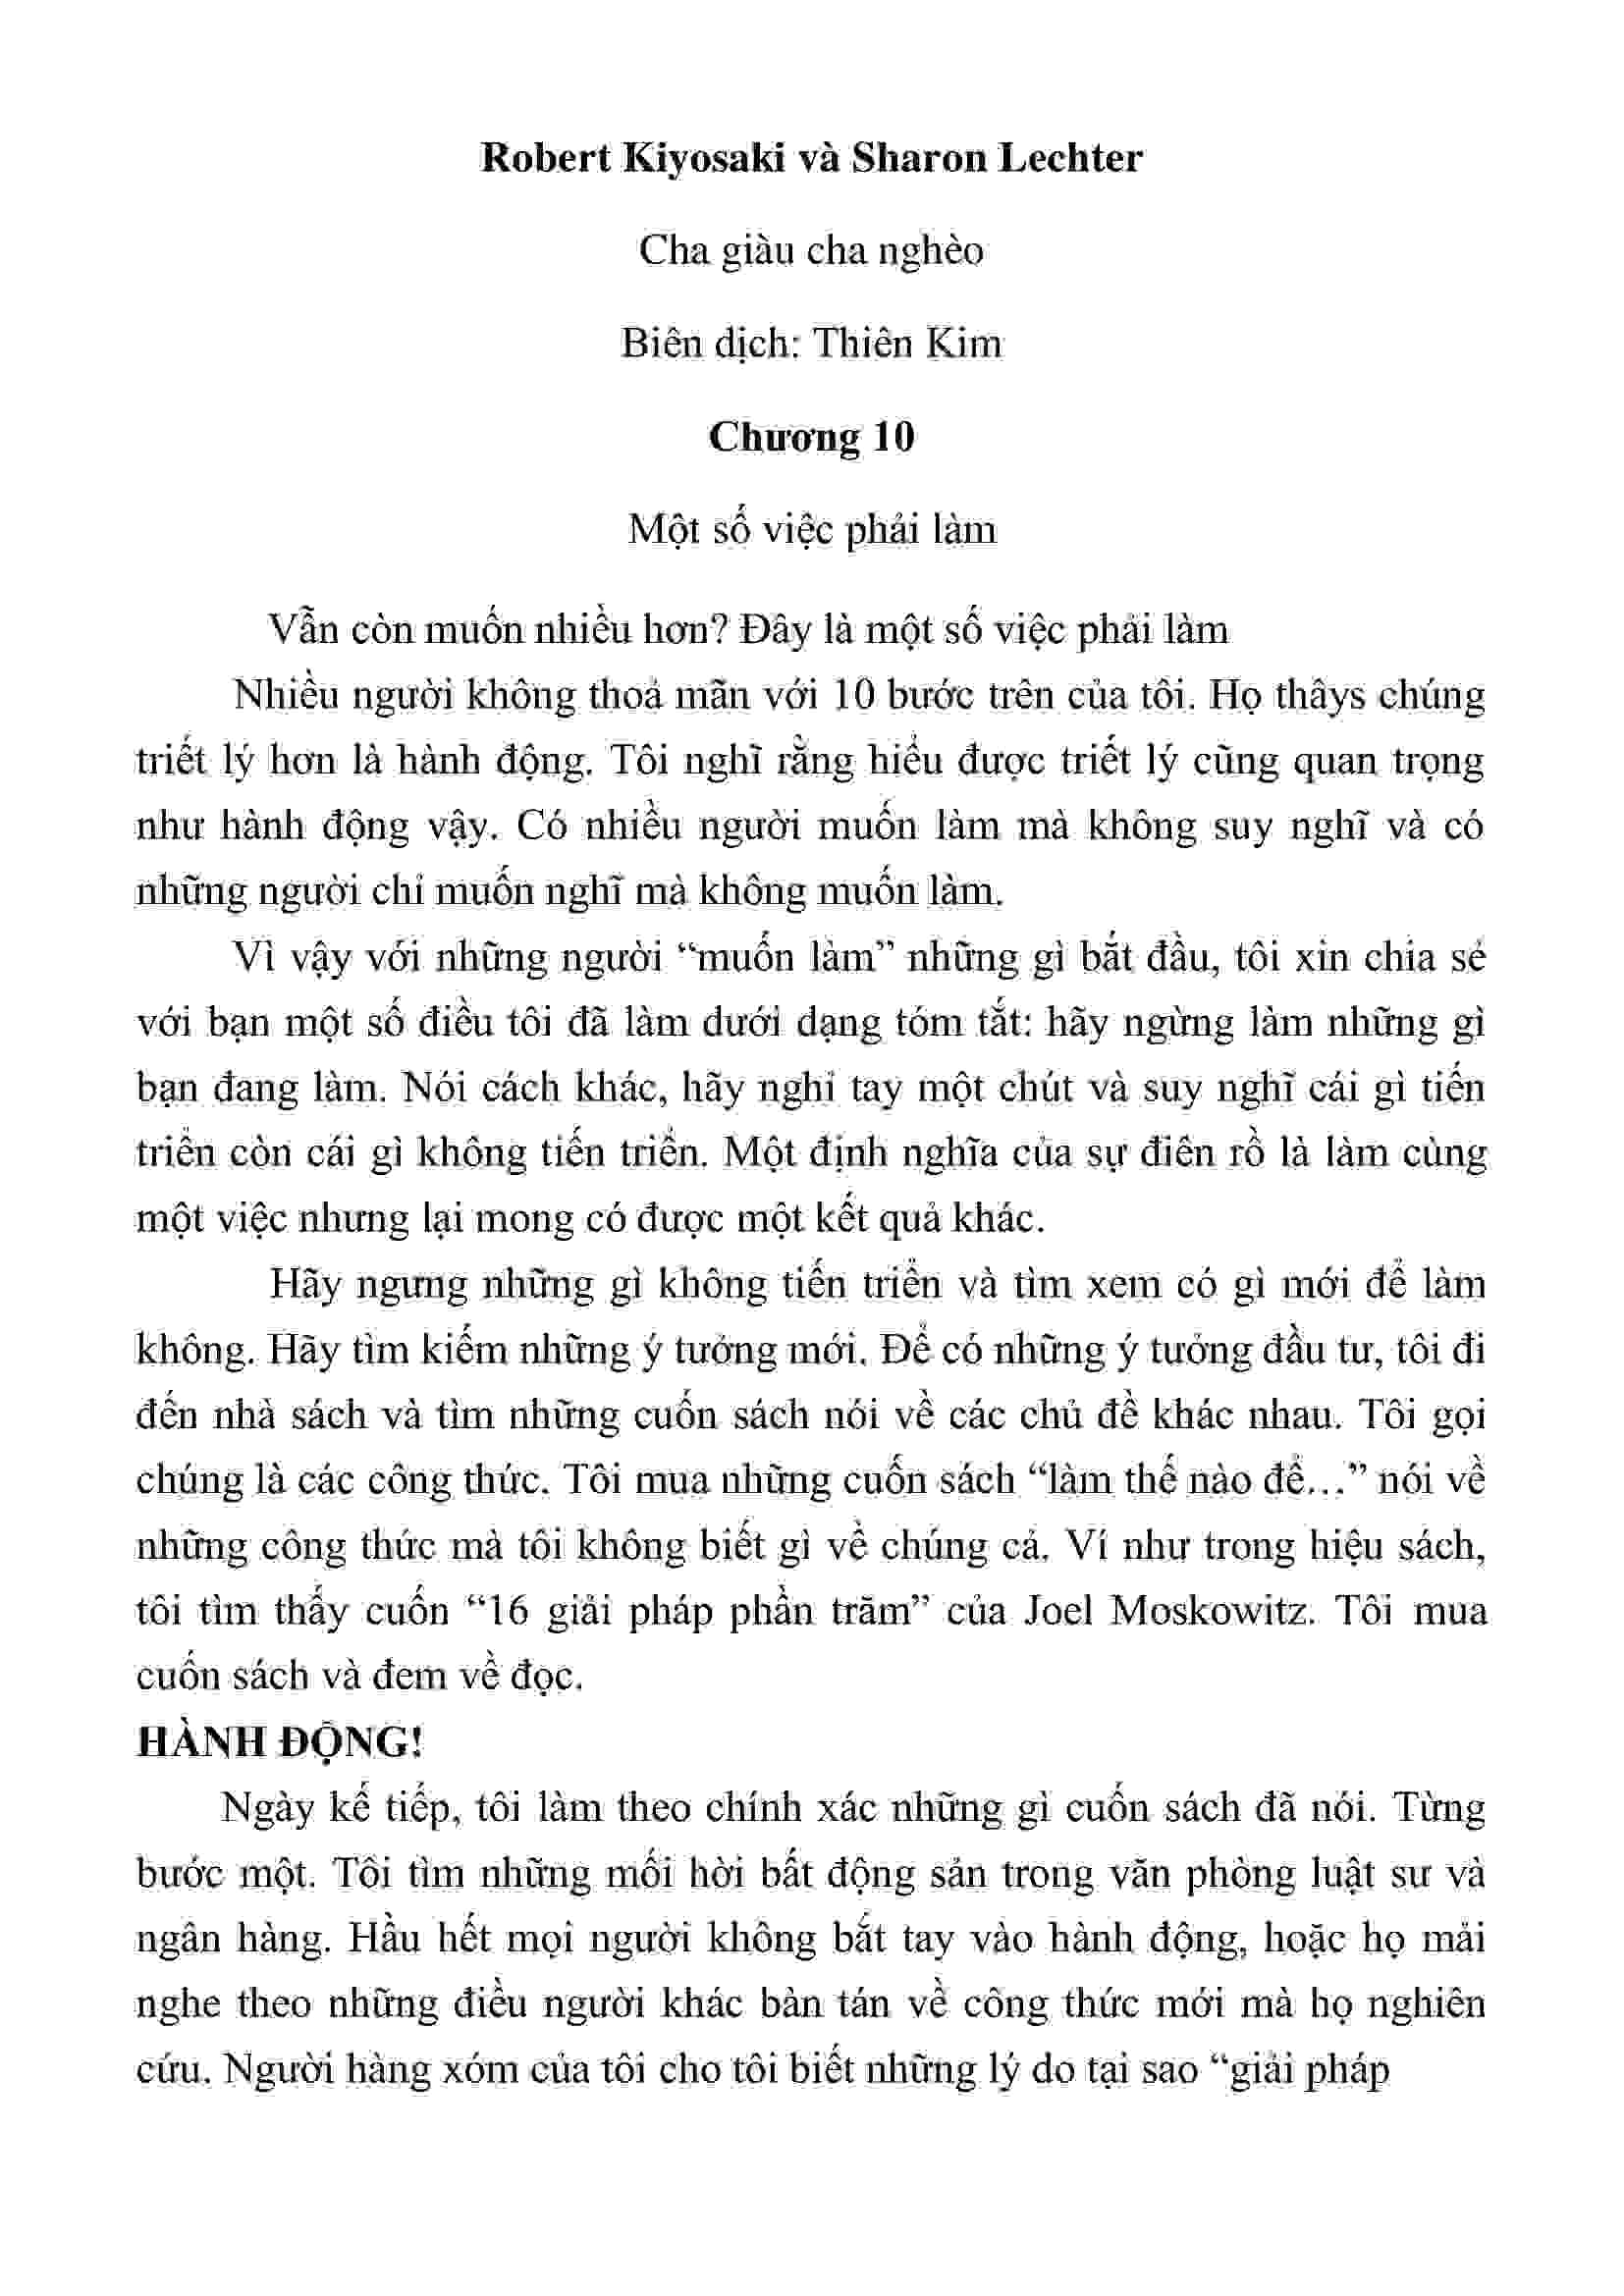 Robert Kiyosaki và Sharon Lechter
Cha giàu cha nghèo
Biên dịch: Thiên Kim
Chương 10
Một số việc phải làm
Vẫn còn muốn nhiều hơn? Đây là một số việc phải làm
Nhiều người không thoả mãn với 10 bước trên của tôi. Họ thâys chúng
triết lý hơn là hành động. Tôi nghĩ rằng hiểu được triết lý cũng quan trọng
như hành động vậy. Có nhiều người muốn làm mà không suy nghĩ và có
những người chỉ muốn nghĩ mà không muốn làm.
Vì vậy với những người “muốn làm” những gì bắt đầu, tôi xin chia sẻ
với bạn một số điều tôi đã làm dưới dạng tóm tắt: hãy ngừng làm những gì
bạn đang làm. Nói cách khác, hãy nghỉ tay một chút và suy nghĩ cái gì tiến
triển còn cái gì không tiến triển. Một định nghĩa của sự điên rồ là làm cùng
một việc nhưng lại mong có được một kết quả khác.
Hãy ngưng những gì không tiến triển và tìm xem có gì mới để làm
không. Hãy tìm kiếm những ý tưởng mới. Để có những ý tưởng đầu tư, tôi đi
đến nhà sách và tìm những cuốn sách nói về các chủ đề khác nhau. Tôi gọi
chúng là các công thức. Tôi mua những cuốn sách “làm thế nào để…” nói về
những công thức mà tôi không biết gì về chúng cả. Ví như trong hiệu sách,
tôi tìm thấy cuốn “16 giải pháp phần trăm” của Joel Moskowitz. Tôi mua
cuốn sách và đem về đọc.
HÀNH ĐỘNG!
Ngày kế tiếp, tôi làm theo chính xác những gì cuốn sách đã nói. Từng
bước một. Tôi tìm những mối hời bất động sản trong văn phòng luật sư và
ngân hàng. Hầu hết mọi người không bắt tay vào hành động, hoặc họ mải
nghe theo những điều người khác bàn tán về công thức mới mà họ nghiên
cứu. Người hàng xóm của tôi cho tôi biết những lý do tại sao “giải pháp